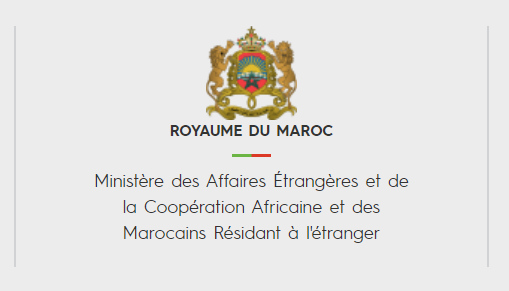 ROYAUME DU MAROC
Ministère des Affaires Étrangères et de
la Coopération Africaine et des
Marocains Résidant à l'étranger